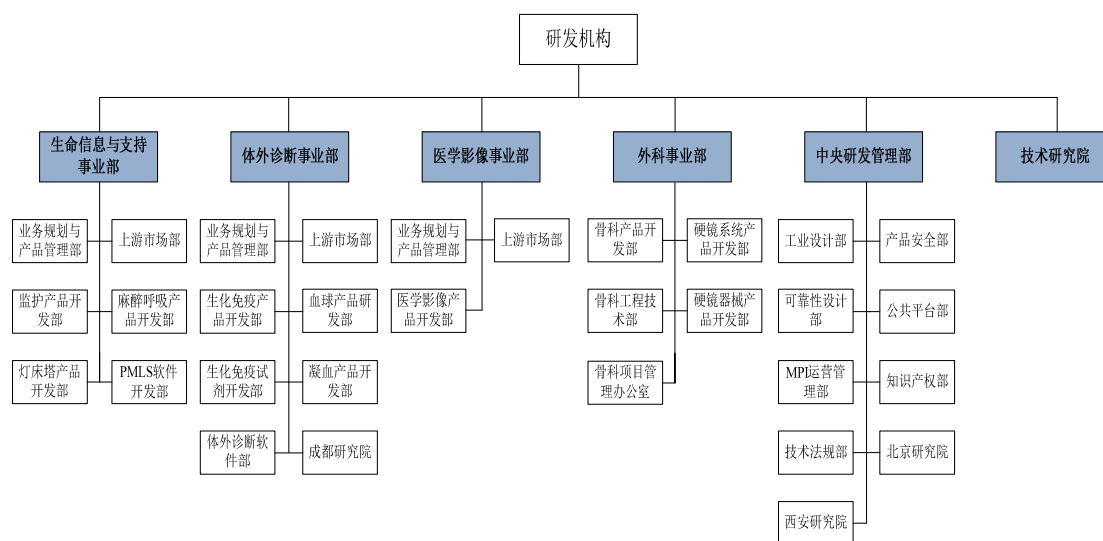 研发机构
生命信息与支持
事业部
体外诊断事业部
医学影像事业部
外科事业部
中央研发管理部
技术研究院
业务规划与
产品管理部
上游市场部
监护产品开
发部
麻醉呼吸产
品开发部
灯床塔产品
开发部
PMLS软件
开发部
业务规划与
产品管理部
上游市场部
生化免疫产
品开发部
血球产品研
发部
生化免疫试
剂开发部
凝血产品开
发部
体外诊断软
件部
成都研究院
业务规划与
产品管理部
上游市场部
医学影像产
品开发部
骨科产品开
发部
硬镜系统产
品开发部
骨科工程技
术部
硬镜器械产
品开发部
骨科项目管
理办公室
工业设计部
产品安全部
可靠性设计
部
公共平台部
MPI运营管
理部
知识产权部
技术法规部
北京研究院
西安研究院